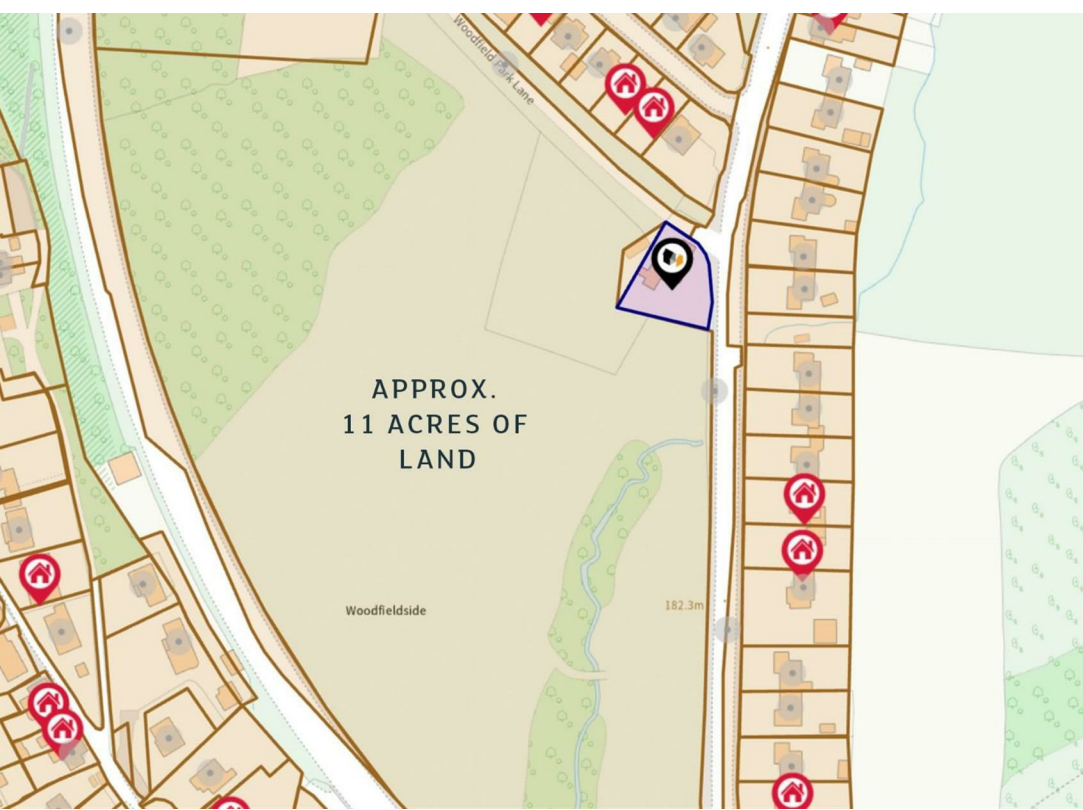 Woodfield Park Lane
APPROX.
11 ACRES OF
LAND
Woodfieldside
182.3m